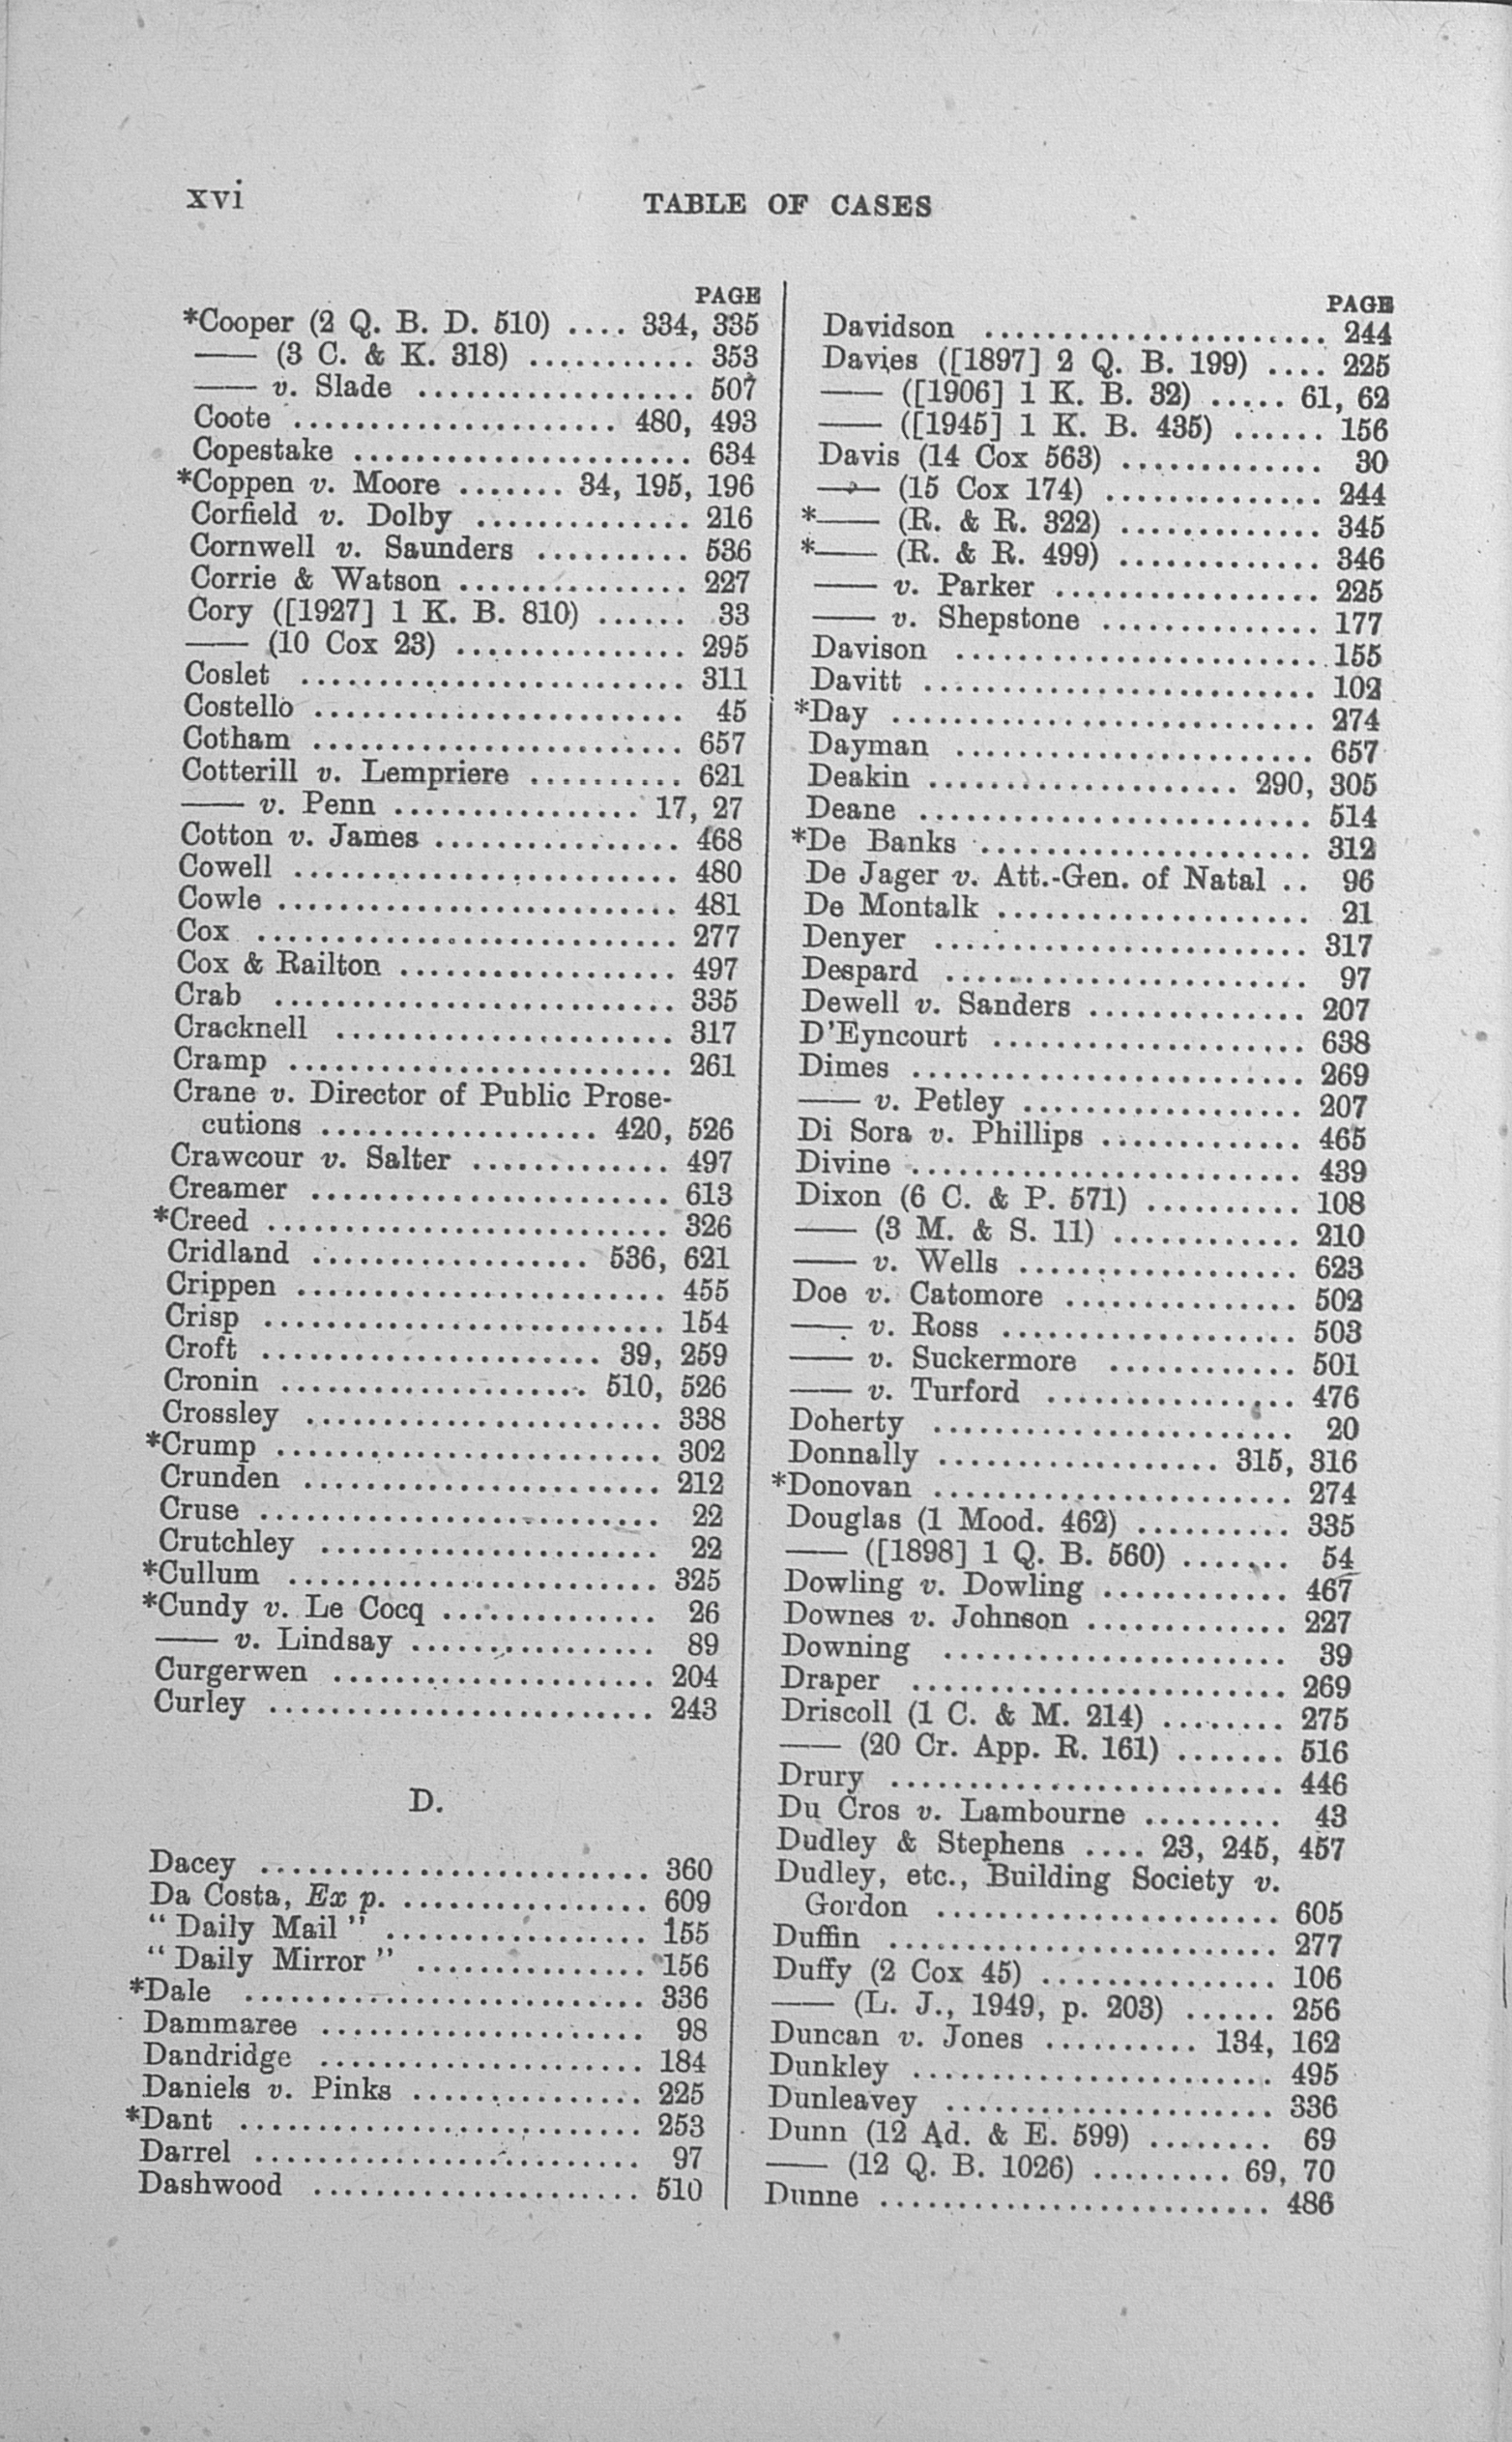 xvi
TABLE OF CASES
PAGE
*Cooper (2 Q. B. D. 510) .... 334, 335
—— (3 C. & K. 318) ........... 353
—— v. Slade .................. 507
Coote ..................... 480, 493
Copestake ...................... 634
*Coppen v. Moore ....... 34, 195, 196
Corfield v. Dolby .............. 216
Cornwell v. Saunders .......... 536
Corrie & Watson ............... 227
Cory ([1927] 1 K. B. 810) ...... 33
—— (10 Cox 23) ............... 295
Coslet ......................... 311
Costello ........................ 45
Cotham ........................ 657
Cotterill v. Lempriere .......... 621
—— v. Penn ................ 17, 27
Cotton v. James ................ 468
Cowell ......................... 480
Cowle .......................... 481
Cox ........................... 277
Cox & Railton .................. 497
Crab .......................... 335
Cracknell ...................... 317
Cramp ......................... 261
Crane v. Director of Public Prose-
cutions .................. 420, 526
Crawcour v. Salter ............. 497
Creamer ....................... 613
*Creed .......................... 326
Cridland .................. 536, 621
Crippen ........................ 455
Crisp .......................... 154
Croft ...................... 39, 259
Cronin .................... 510, 526
Crossley ....................... 338
*Crump ......................... 302
Crunden ....................... 212
Cruse .......................... 22
Crutchley ...................... 22
*Cullum ........................ 325
*Cundy v. Le Cocq .............. 26
—— v. Lindsay ................ 89
Curgerwen ..................... 204
Curley ......................... 243
D.
Dacey ......................... 360
Da Costa, Ex p. ................ 609
“ Daily Mail ” ................. 155
“ Daily Mirror ” ............... 156
*Dale .......................... 336
Dammaree ..................... 98
Dandridge ..................... 184
Daniels v. Pinks ............... 225
*Dant .......................... 253
Darrel ......................... 97
Dashwood ..................... 510
PAGE
Davidson ...................... 244
Davies ([1897] 2 Q. B. 199) .... 225
—— ([1906] 1 K. B. 32) ..... 61, 62
—— ([1945] 1 K. B. 435) ...... 156
Davis (14 Cox 563) ............. 30
—— (15 Cox 174) .............. 244
*—— (R. & R. 322) ............. 345
*—— (R. & R. 499) ............. 346
—— v. Parker ................. 225
—— v. Shepstone .............. 177
Davison ........................ 155
Davitt ......................... 102
*Day ........................... 274
Dayman ....................... 657
Deakin .................... 290, 305
Deane ......................... 514
*De Banks ..................... 312
De Jager v. Att.-Gen. of Natal .. 96
De Montalk .................... 21
Denyer ........................ 317
Despard ....................... 97
Dewell v. Sanders .............. 207
D’Eyncourt .................... 638
Dimes ......................... 269
—— v. Petley .................. 207
Di Sora v. Phillips ............. 465
Divine ......................... 439
Dixon (6 C. & P. 571) .......... 108
—— (3 M. & S. 11) ............ 210
—— v. Wells .................. 623
Doe v. Catomore ............... 502
—— v. Ross ................... 503
—— v. Suckermore ............ 501
—— v. Turford ................ 476
Doherty ....................... 20
Donnally .................. 315, 316
*Donovan ....................... 274
Douglas (1 Mood. 462) .......... 335
—— ([1898] 1 Q. B. 560) ....... 54
Dowling v. Dowling ............ 467
Downes v. Johnson ............. 227
Downing ...................... 39
Draper ........................ 269
Driscoll (1 C. & M. 214) ........ 275
—— (20 Cr. App. R. 161) ....... 516
Drury ......................... 446
Du Cros v. Lambourne ......... 43
Dudley & Stephens .... 23, 245, 457
Dudley, etc., Building Society v.
Gordon ...................... 605
Duffin ......................... 277
Duffy (2 Cox 45) ............... 106
—— (L. J., 1949, p. 203) ...... 256
Duncan v. Jones .......... 134, 162
Dunkley ....................... 495
Dunleavey ..................... 336
Dunn (12 Ad. & E. 599) ........ 69
—— (12 Q. B. 1026) ......... 69, 70
Dunne ......................... 486